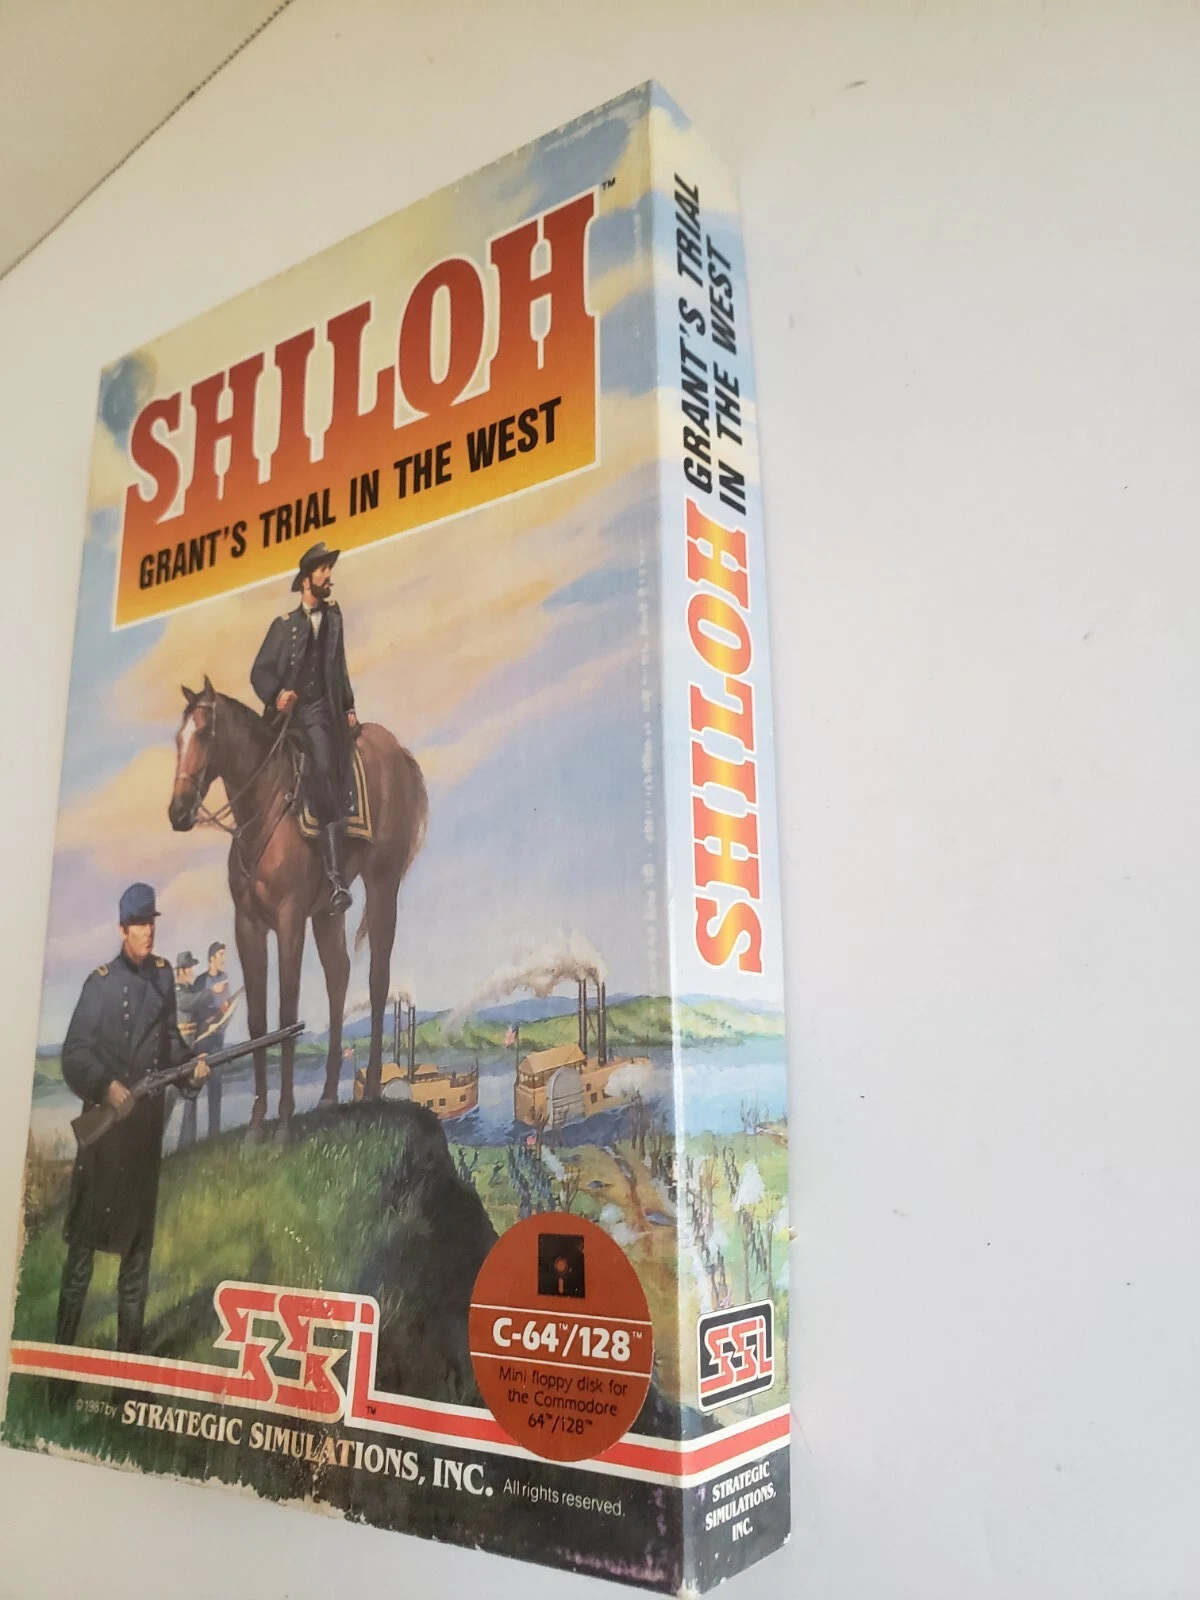 SHILOH™
GRANT'S TRIAL IN THE WEST
SSI™
©1987 by STRATEGIC SIMULATIONS, INC. All rights reserved.
C-64™/128™
Mini floppy disk for
the Commodore
64™/128™
SHILOH
GRANT'S TRIAL
IN THE WEST
SSI
STRATEGIC
SIMULATIONS,
INC.